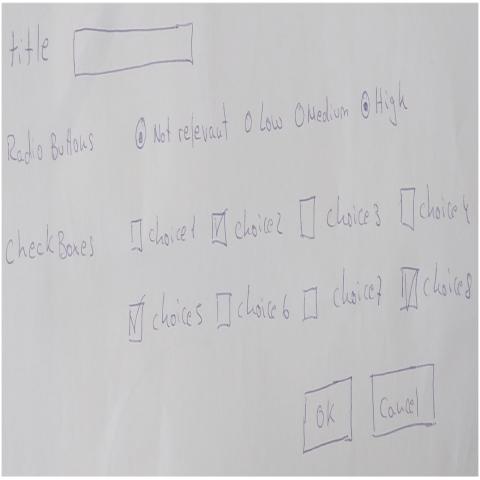 title
Radio Buttons Not relevant Low Medium High
CheckBoxes choice1 choice2 choice3 choice4
choice5 choice6 choice7 choice8
OK Cancel